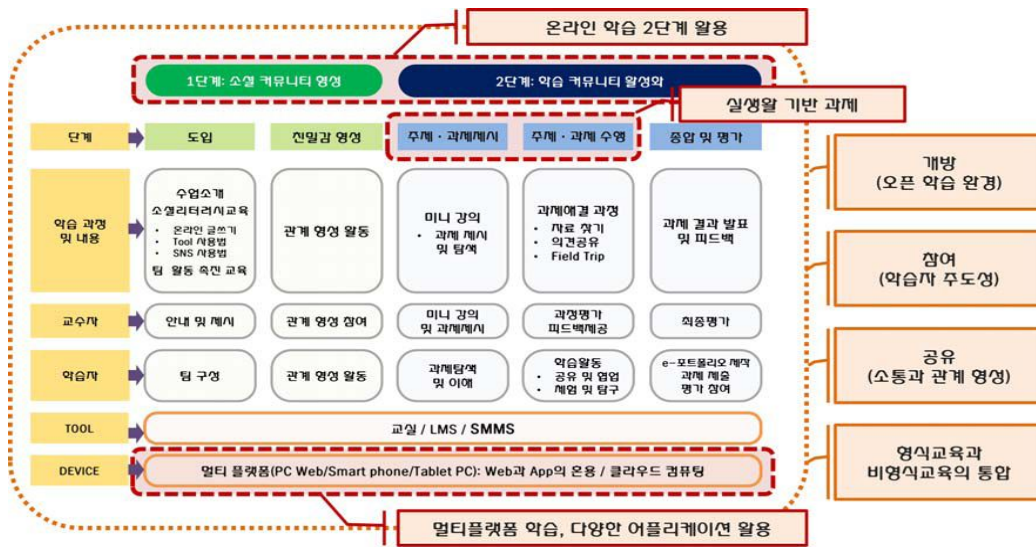 온라인 학습 2단계 활용
1단계: 소셜 커뮤니티 형성
2단계: 학습 커뮤니티 활성화
실생활 기반 과제
단계
도입
친밀감 형성
주제 · 과제제시
주제 · 과제 수행
종합 및 평가
학습 과정
및 내용
수업소개
소셜리터러시교육
• 온라인 글쓰기
• Tool 사용법
• SNS 사용법
팀 활동 촉진 교육
관계 형성 활동
미니 강의
• 과제 제시
및 탐색
과제해결 과정
• 자료 찾기
• 의견공유
• Field Trip
과제 결과 발표
및 피드백
교수자
안내 및 제시
관계 형성 참여
미니 강의
및 과제제시
과정평가
피드백제공
최종평가
학습자
팀 구성
관계 형성 활동
과제탐색
및 이해
학습활동
• 공유 및 협업
• 체험 및 탐구
e-포트폴리오 제작
과제 제출
평가 참여
TOOL
교실 / LMS / SMMS
DEVICE
멀티 플랫폼(PC Web/Smart phone/Tablet PC): Web과 App의 혼용 / 클라우드 컴퓨팅
멀티플랫폼 학습, 다양한 어플리케이션 활용
개방
(오픈 학습 환경)
참여
(학습자 주도성)
공유
(소통과 관계 형성)
형식교육과
비형식교육의 통합